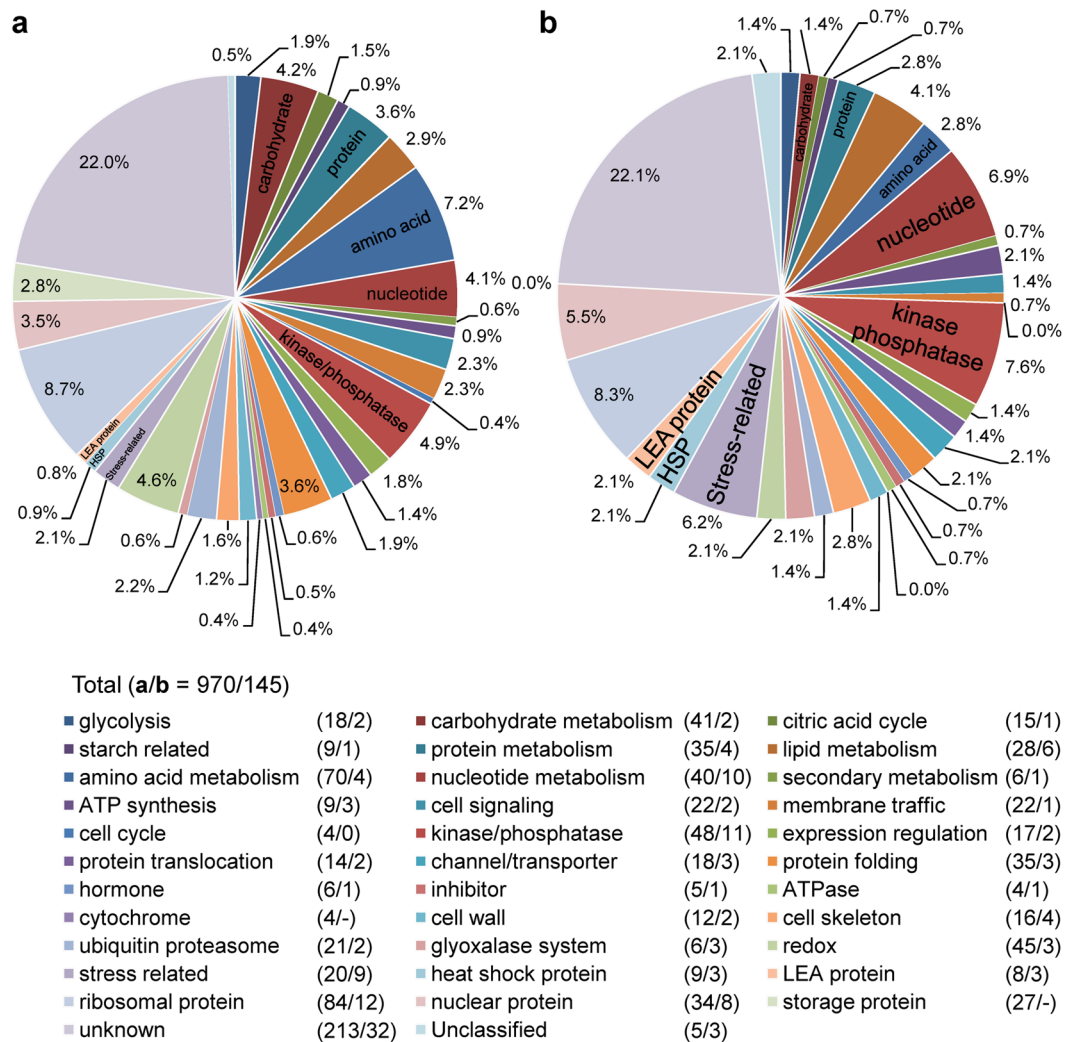 a
0.5%
1.9%
4.2%
1.5%
0.9%
3.6%
2.9%
7.2%
4.1%
0.6%
0.9%
2.3%
2.3%
0.4%
4.9%
1.8%
1.4%
1.9%
3.6%
0.6%
0.5%
0.4%
0.4%
1.2%
1.6%
2.2%
0.6%
4.6%
2.1%
0.9%
0.8%
8.7%
3.5%
2.8%
22.0%
carbohydrate
protein
amino acid
nucleotide
kinase/phosphatase
Stress-related
HSP
LEA protein
b
2.1%
1.4%
1.4%
0.7%
0.7%
2.8%
4.1%
2.8%
6.9%
0.7%
2.1%
1.4%
0.7%
0.0%
7.6%
1.4%
1.4%
2.1%
2.1%
0.7%
0.7%
0.7%
0.0%
1.4%
2.8%
1.4%
2.1%
2.1%
6.2%
2.1%
2.1%
8.3%
5.5%
0.0%
22.1%
carbohydrate
protein
amino acid
nucleotide
kinase
phosphatase
Stress-related
HSP
LEA protein
Total (a/b = 970/145)
glycolysis (18/2) carbohydrate metabolism (41/2) citric acid cycle (15/1)
starch related (9/1) protein metabolism (35/4) lipid metabolism (28/6)
amino acid metabolism (70/4) nucleotide metabolism (40/10) secondary metabolism (6/1)
ATP synthesis (9/3) cell signaling (22/2) membrane traffic (22/1)
cell cycle (4/0) kinase/phosphatase (48/11) expression regulation (17/2)
protein translocation (14/2) channel/transporter (18/3) protein folding (35/3)
hormone (6/1) inhibitor (5/1) ATPase (4/1)
cytochrome (4/-) cell wall (12/2) cell skeleton (16/4)
ubiquitin proteasome (21/2) glyoxalase system (6/3) redox (45/3)
stress related (20/9) heat shock protein (9/3) LEA protein (8/3)
ribosomal protein (84/12) nuclear protein (34/8) storage protein (27/-)
unknown (213/32) Unclassified (5/3)